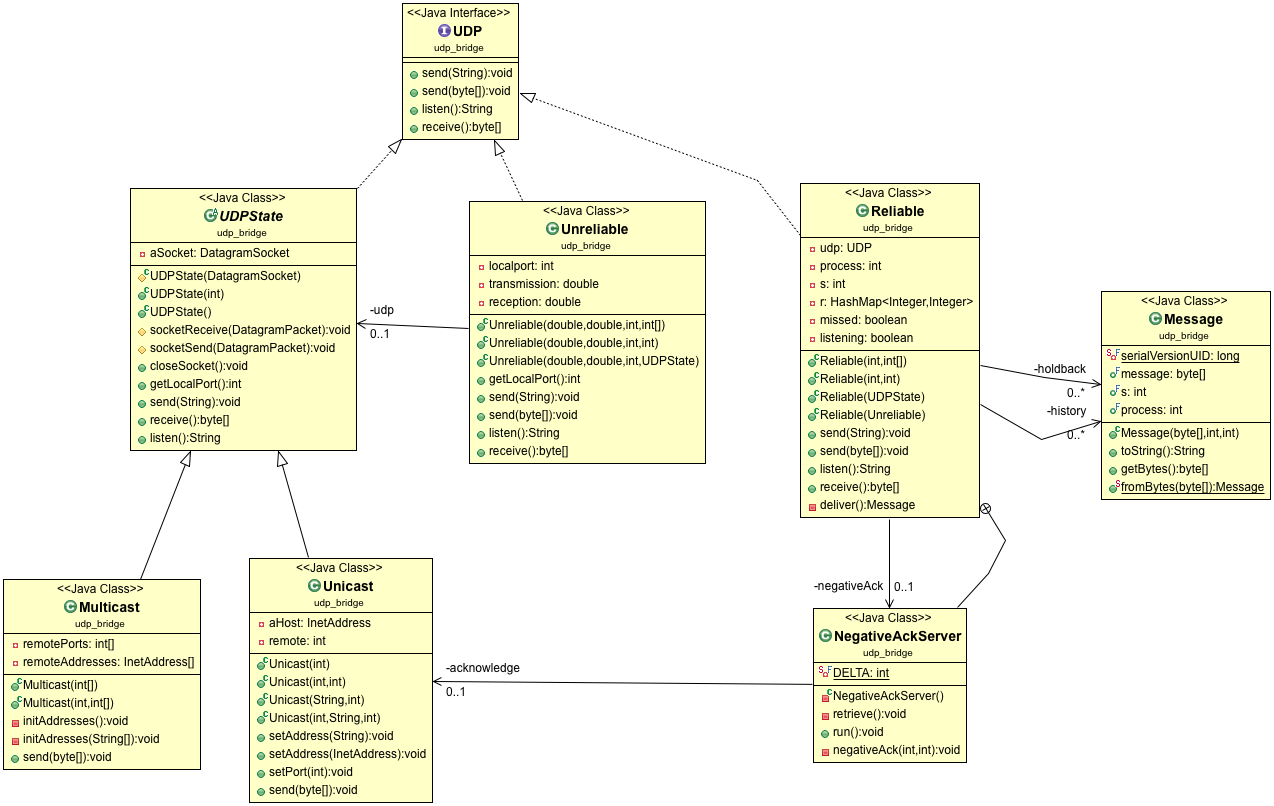 <<Java Interface>>
UDP
udp_bridge
send(String):void
send(byte[]):void
listen():String
receive():byte[]
<<Java Class>>
UDPState
udp_bridge
aSocket: DatagramSocket
UDPState(DatagramSocket)
UDPState(int)
UDPState()
socketReceive(DatagramPacket):void
socketSend(DatagramPacket):void
closeSocket():void
getLocalPort():int
send(String):void
receive():byte[]
listen():String
-udp
0..1
<<Java Class>>
Unreliable
udp_bridge
localport: int
transmission: double
reception: double
Unreliable(double,double,int,int[])
Unreliable(double,double,int,int)
Unreliable(double,double,int,UDPState)
getLocalPort():int
send(String):void
send(byte[]):void
listen():String
receive():byte[]
<<Java Class>>
Reliable
udp_bridge
udp: UDP
process: int
s: int
r: HashMap<Integer,Integer>
missed: boolean
listening: boolean
Reliable(int,int[])
Reliable(int,int)
Reliable(UDPState)
Reliable(Unreliable)
send(String):void
send(byte[]):void
listen():String
receive():byte[]
deliver():Message
-holdback
0..*
-history
0..*
<<Java Class>>
Message
udp_bridge
serialVersionUID: long
message: byte[]
s: int
process: int
Message(byte[],int,int)
toString():String
getBytes():byte[]
fromBytes(byte[]):Message
<<Java Class>>
Multicast
udp_bridge
remotePorts: int[]
remoteAddresses: InetAddress[]
Multicast(int[])
Multicast(int,int[])
initAddresses():void
initAdresses(String[]):void
send(byte[]):void
<<Java Class>>
Unicast
udp_bridge
aHost: InetAddress
remote: int
Unicast(int)
Unicast(int,int)
Unicast(String,int)
Unicast(int,String,int)
setAddress(String):void
setAddress(InetAddress):void
setPort(int):void
send(byte[]):void
-acknowledge
0..1
-negativeAck
0..1
<<Java Class>>
NegativeAckServer
udp_bridge
DELTA: int
NegativeAckServer()
retrieve():void
run():void
negativeAck(int,int):void